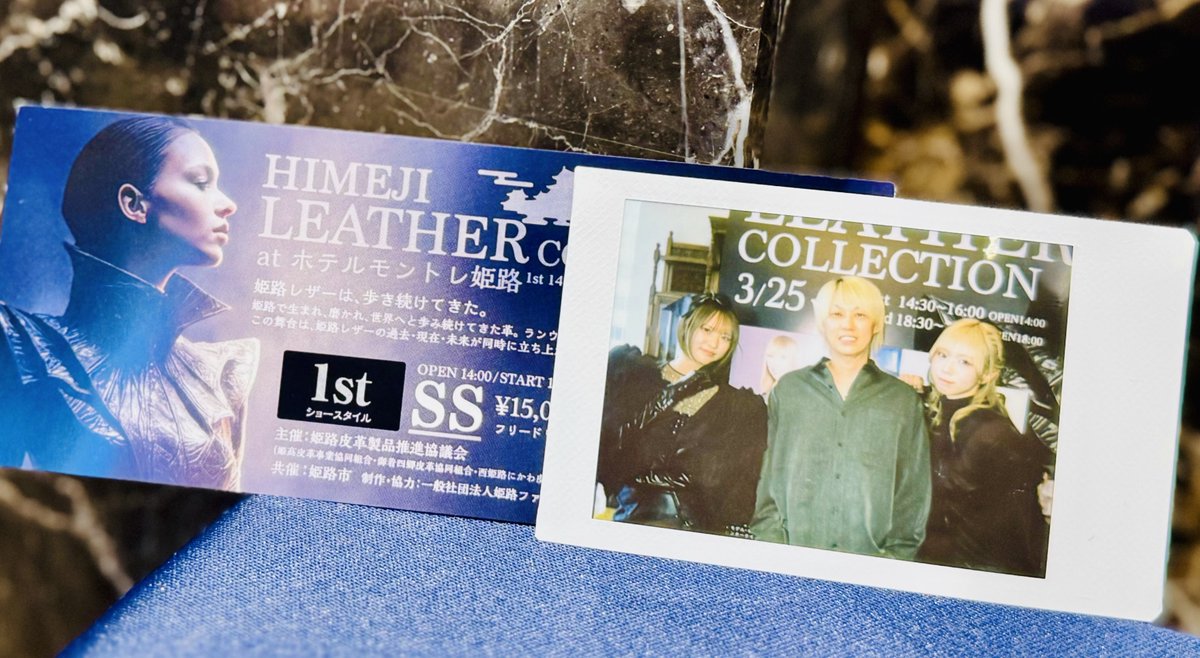 HIMEJI
LEATHER CO
at ホテルモントレ姫路 1st 14
姫路レザーは、歩き続けてきた。
姫路で生まれ、磨かれ、世界へと歩み続けてきた革。ランウ
この舞台は、姫路レザーの過去・現在・未来が同時に立ち上
1st
ショースタイル
OPEN 14:00/START 1
SS
¥15,0
フリード
主催：姫路皮革製品推進協議会
共催：姫路市 制作・協力：一般社団法人姫路ファ
LEATHER
COLLECTION
3/25
14:30~16:00 OPEN14:00
18:30~
EN18:00